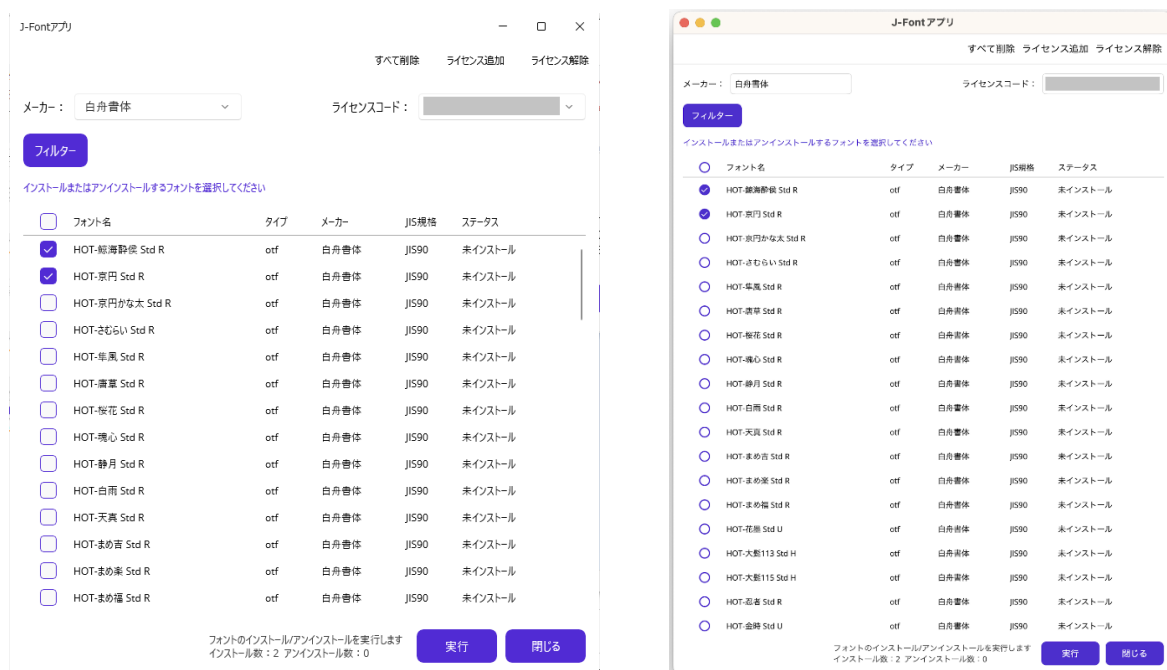 J-Fontアプリ
すべて削除 ライセンス追加 ライセンス解除
メーカー： 白舟書体 ライセンスコード：
フィルター
インストールまたはアンインストールするフォントを選択してください
フォント名 タイプ メーカー JIS規格 ステータス
HOT-鯨海酔侯 Std R otf 白舟書体 JIS90 未インストール
HOT-京円 Std R otf 白舟書体 JIS90 未インストール
HOT-京円かな太 Std R otf 白舟書体 JIS90 未インストール
HOT-さむらい Std R otf 白舟書体 JIS90 未インストール
HOT-隼風 Std R otf 白舟書体 JIS90 未インストール
HOT-唐草 Std R otf 白舟書体 JIS90 未インストール
HOT-桜花 Std R otf 白舟書体 JIS90 未インストール
HOT-魂心 Std R otf 白舟書体 JIS90 未インストール
HOT-静月 Std R otf 白舟書体 JIS90 未インストール
HOT-白雨 Std R otf 白舟書体 JIS90 未インストール
HOT-天真 Std R otf 白舟書体 JIS90 未インストール
HOT-まめ吉 Std R otf 白舟書体 JIS90 未インストール
HOT-まめ楽 Std R otf 白舟書体 JIS90 未インストール
HOT-まめ福 Std R otf 白舟書体 JIS90 未インストール
フォントのインストール/アンインストールを実行します
インストール数：2 アンインストール数：0
実行 閉じる
J-Fontアプリ
すべて削除 ライセンス追加 ライセンス解除
メーカー： 白舟書体 ライセンスコード：
フィルター
インストールまたはアンインストールするフォントを選択してください
フォント名 タイプ メーカー JIS規格 ステータス
HOT-鯨海酔侯 Std R otf 白舟書体 JIS90 未インストール
HOT-京円 Std R otf 白舟書体 JIS90 未インストール
HOT-京円かな太 Std R otf 白舟書体 JIS90 未インストール
HOT-さむらい Std R otf 白舟書体 JIS90 未インストール
HOT-隼風 Std R otf 白舟書体 JIS90 未インストール
HOT-唐草 Std R otf 白舟書体 JIS90 未インストール
HOT-桜花 Std R otf 白舟書体 JIS90 未インストール
HOT-魂心 Std R otf 白舟書体 JIS90 未インストール
HOT-静月 Std R otf 白舟書体 JIS90 未インストール
HOT-白雨 Std R otf 白舟書体 JIS90 未インストール
HOT-天真 Std R otf 白舟書体 JIS90 未インストール
HOT-まめ吉 Std R otf 白舟書体 JIS90 未インストール
HOT-まめ楽 Std R otf 白舟書体 JIS90 未インストール
HOT-まめ福 Std R otf 白舟書体 JIS90 未インストール
HOT-花墨 Std U otf 白舟書体 JIS90 未インストール
HOT-大髭113 Std H otf 白舟書体 JIS90 未インストール
HOT-大髭115 Std H otf 白舟書体 JIS90 未インストール
HOT-忍者 Std R otf 白舟書体 JIS90 未インストール
HOT-金時 Std U otf 白舟書体 JIS90 未インストール
フォントのインストール/アンインストールを実行します
インストール数：2 アンインストール数：0
実行 閉じる